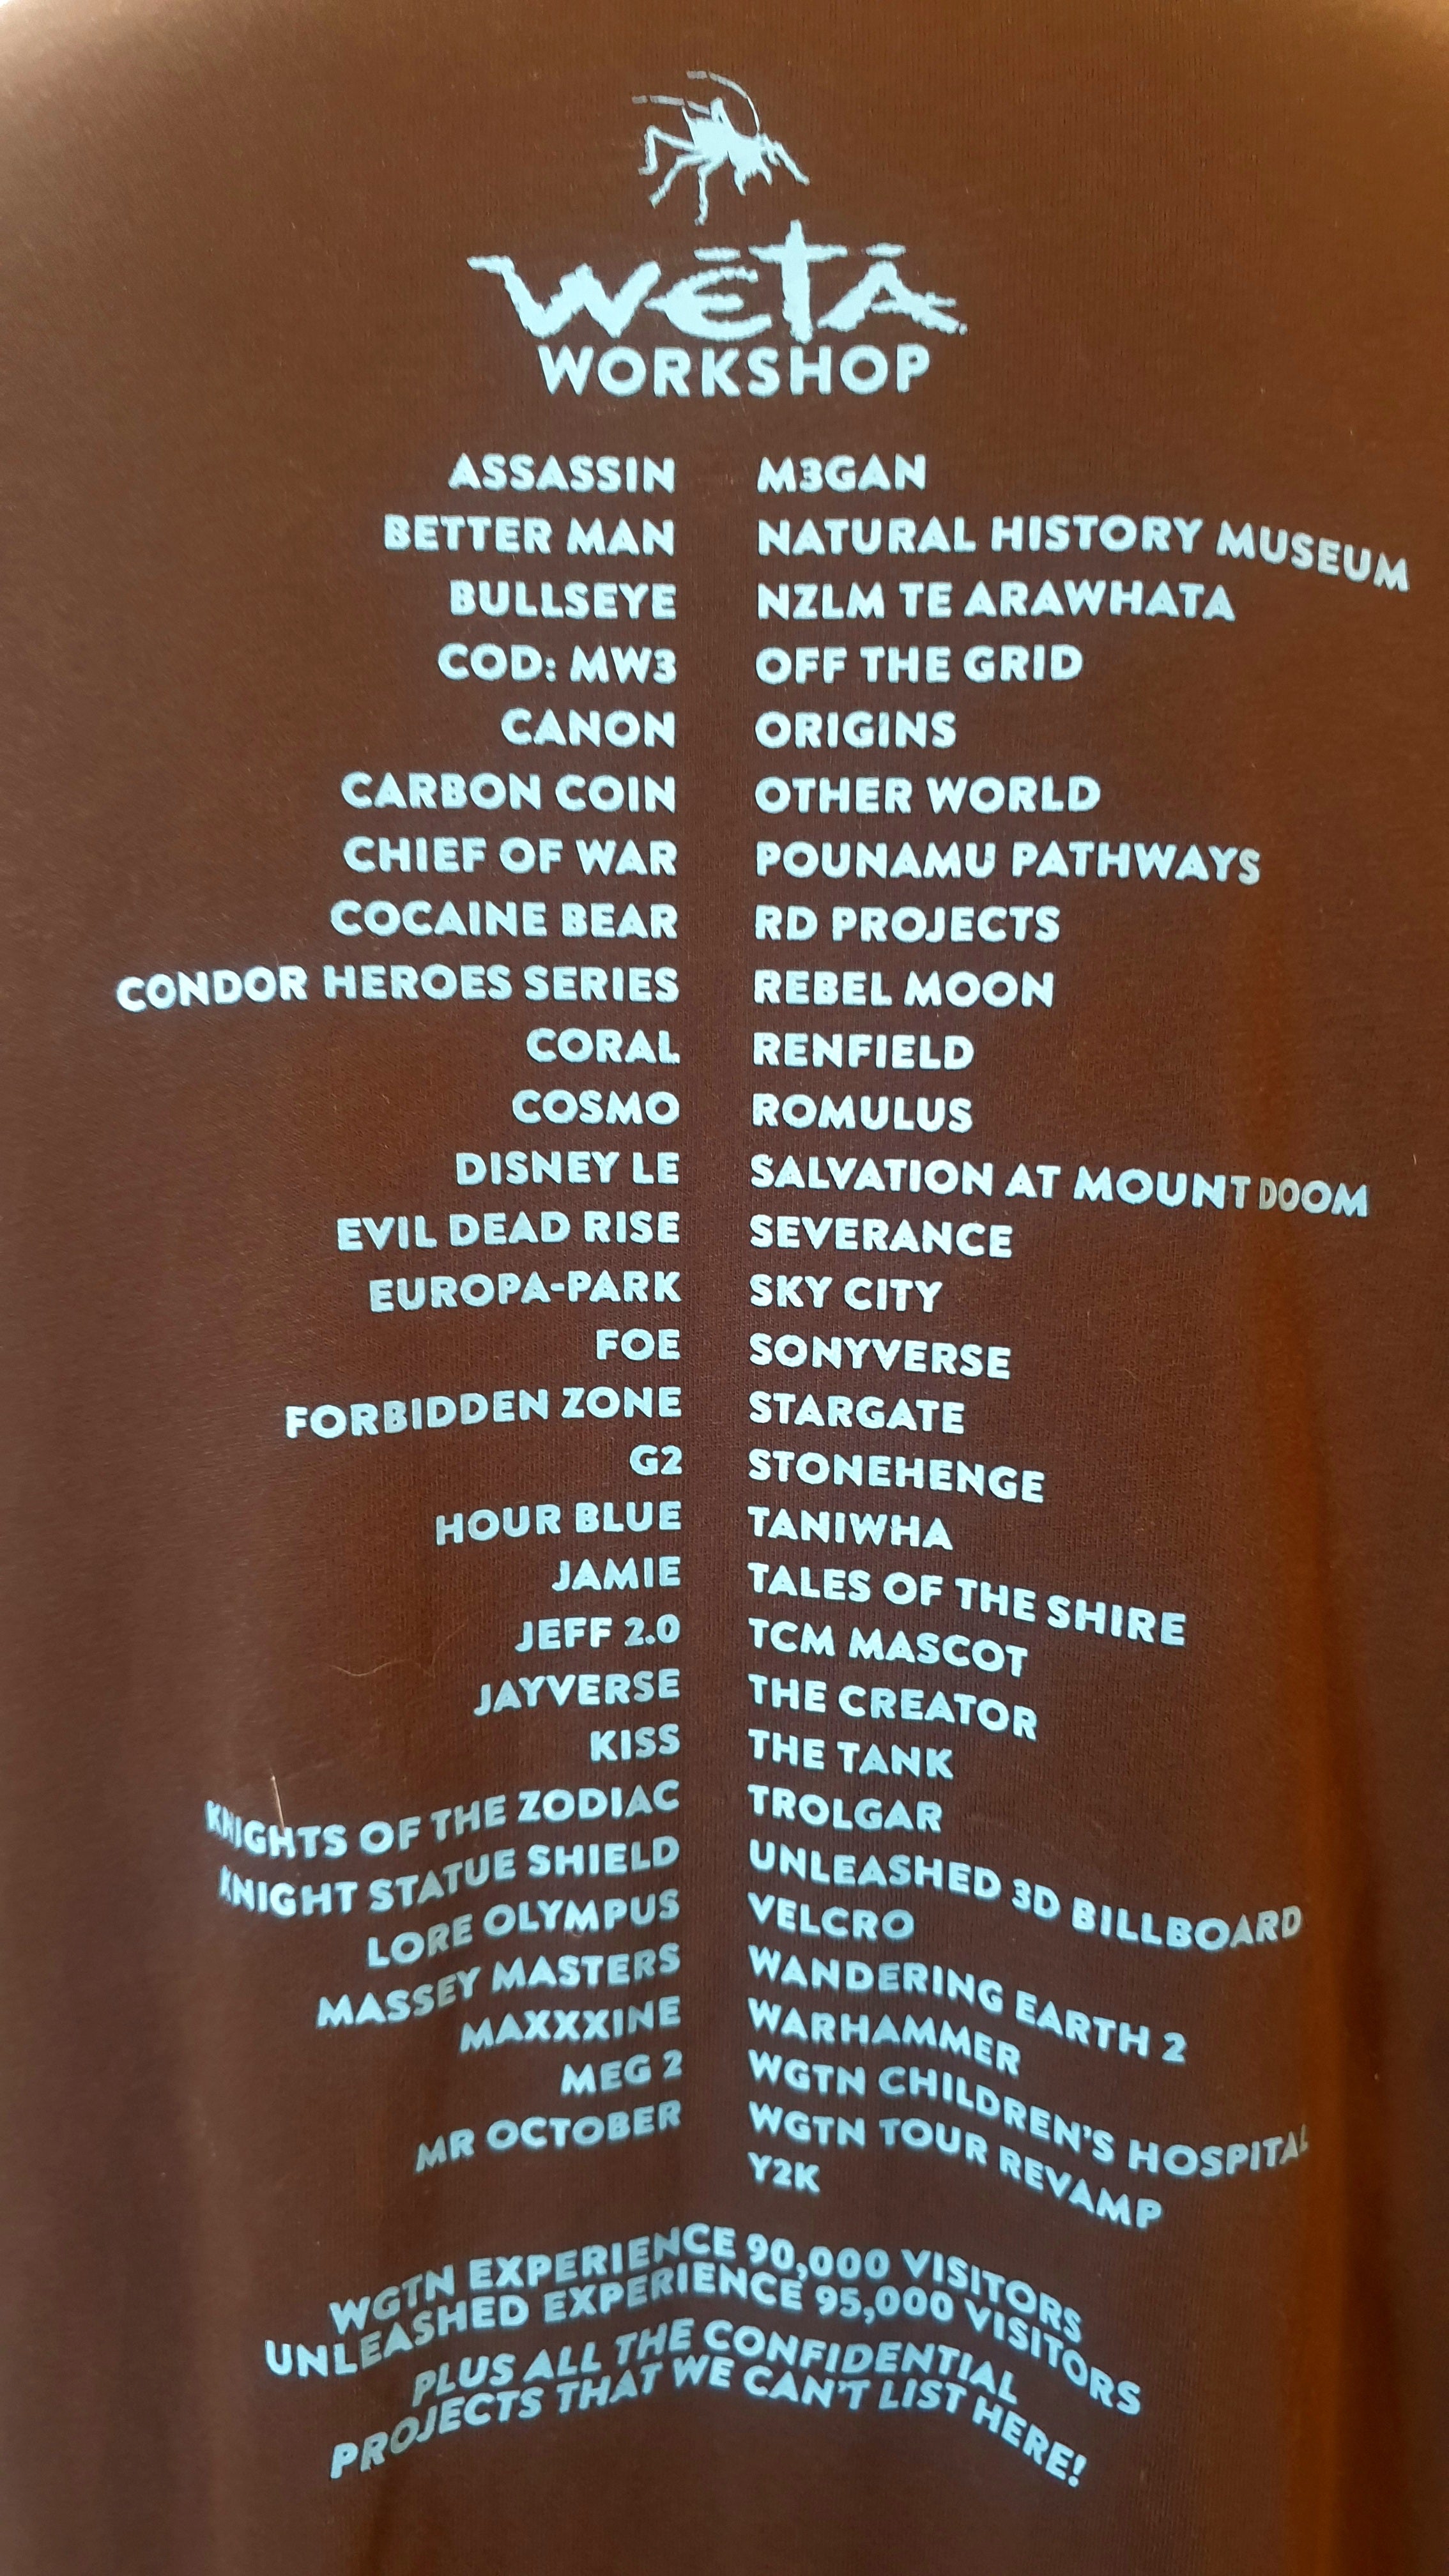 WĒTĀ
WORKSHOP
ASSASSIN
BETTER MAN
BULLSEYE
COD: MW3
CANON
CARBON COIN
CHIEF OF WAR
COCAINE BEAR
CONDOR HEROES SERIES
CORAL
COSMO
DISNEY LE
EVIL DEAD RISE
EUROPA-PARK
FOE
FORBIDDEN ZONE
G2
HOUR BLUE
JAMIE
JEFF 2.0
JAYVERSE
KISS
KNIGHTS OF THE ZODIAC
KNIGHT STATUE SHIELD
LORE OLYMPUS
MASSEY MASTERS
MAXXXINE
MEG 2
MR OCTOBER
M3GAN
NATURAL HISTORY MUSEUM
NZLM TE ARAWHATA
OFF THE GRID
ORIGINS
OTHER WORLD
POUNAMU PATHWAYS
RD PROJECTS
REBEL MOON
RENFIELD
ROMULUS
SALVATION AT MOUNT DOOM
SEVERANCE
SKY CITY
SONYVERSE
STARGATE
STONEHENGE
TANIWHA
TALES OF THE SHIRE
TCM MASCOT
THE CREATOR
THE TANK
TROLGAR
UNLEASHED 3D BILLBOARD
VELCRO
WANDERING EARTH 2
WARHAMMER
WGTN CHILDREN'S HOSPITAL
WGTN TOUR REVAMP
Y2K
WGTN EXPERIENCE 90,000 VISITORS
UNLEASHED EXPERIENCE 95,000 VISITORS
PLUS ALL THE CONFIDENTIAL
PROJECTS THAT WE CAN'T LIST HERE!